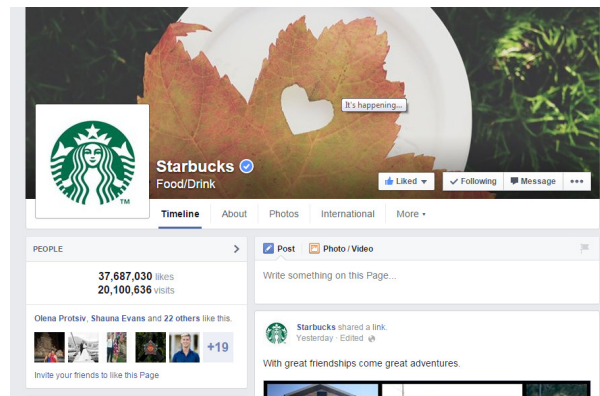 It's happening...
Starbucks
Food/Drink
Liked
Following
Message
TM
Timeline
About
Photos
International
More
PEOPLE
37,687,030 likes
20,100,636 visits
Olena Protsiv, Shauna Evans and 22 others like this.
+19
Invite your friends to like this Page
Post
Photo / Video
Write something on this Page...
Starbucks shared a link.
Yesterday · Edited
With great friendships come great adventures.